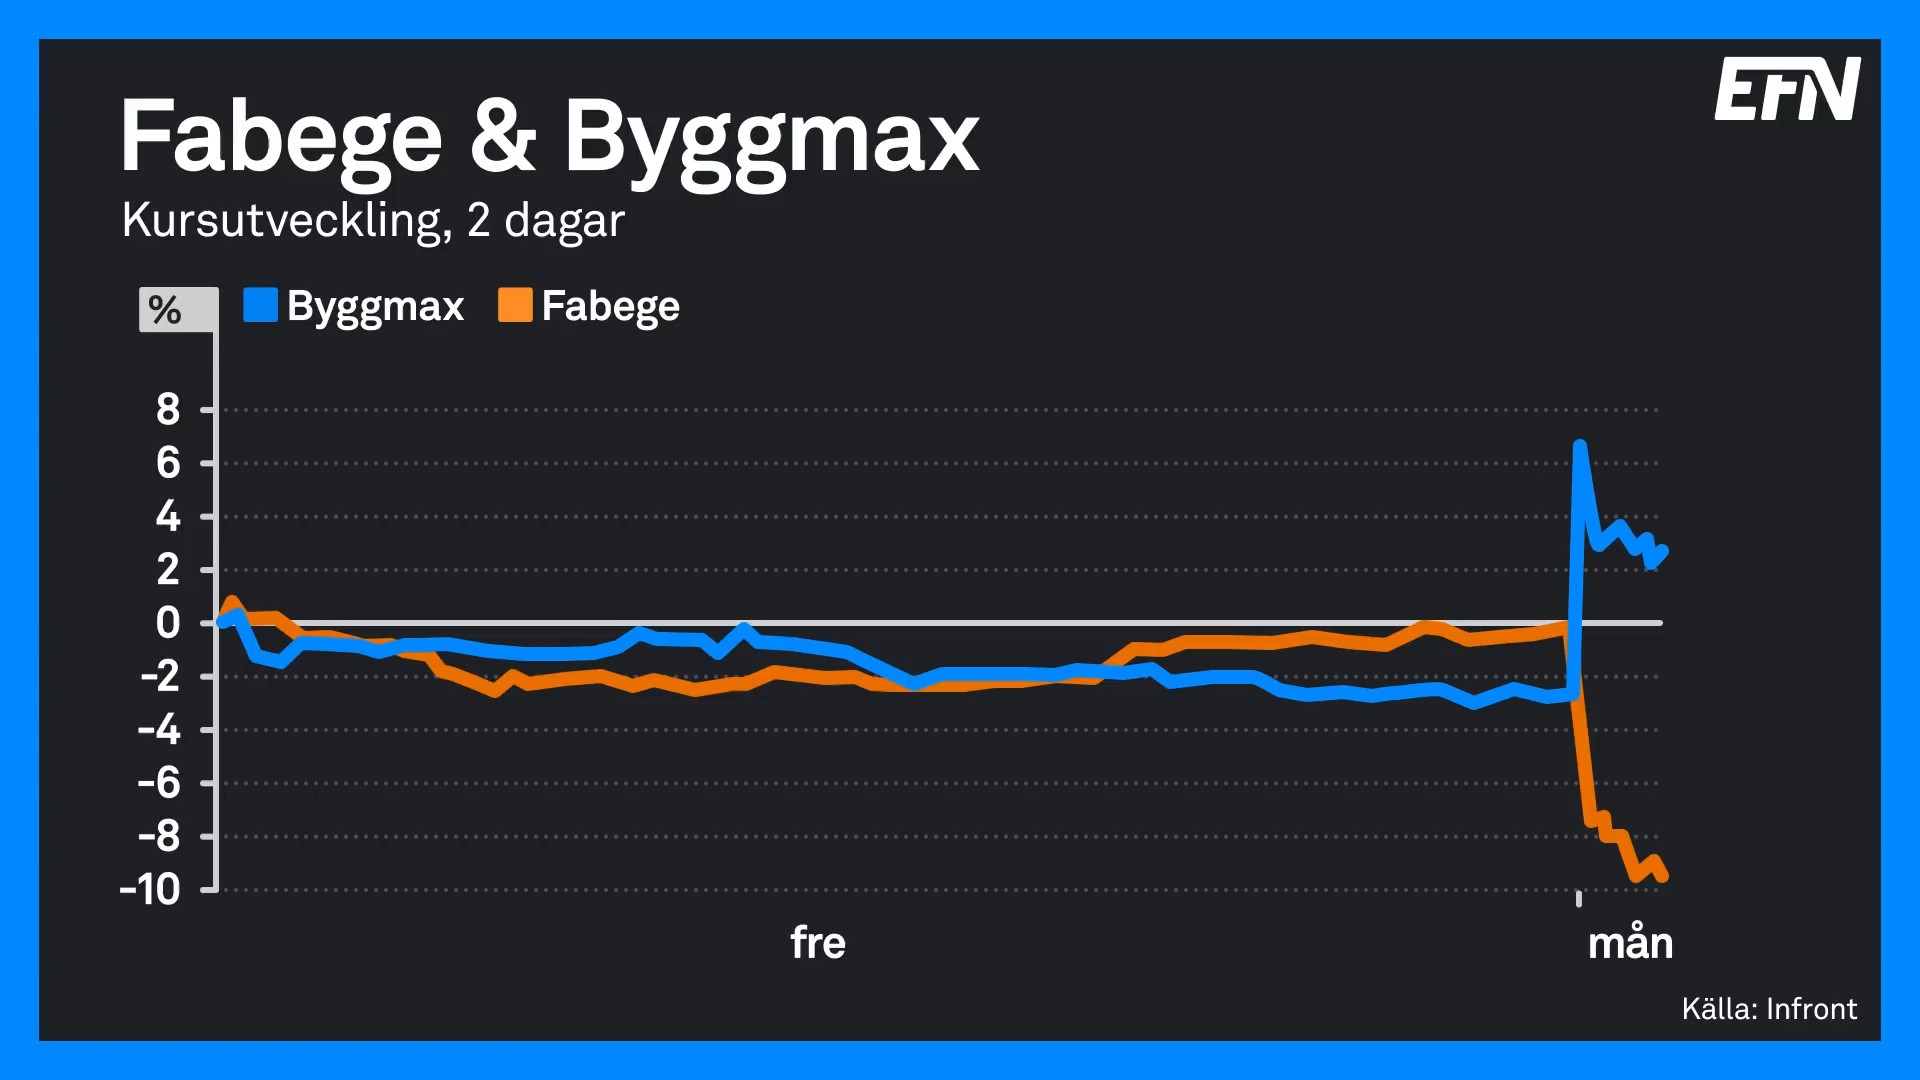 EFN
Fabege & Byggmax
Kursutveckling, 2 dagar
% Byggmax Fabege
8
6
4
2
0
-2
-4
-6
-8
-10
fre mån
Källa: Infront